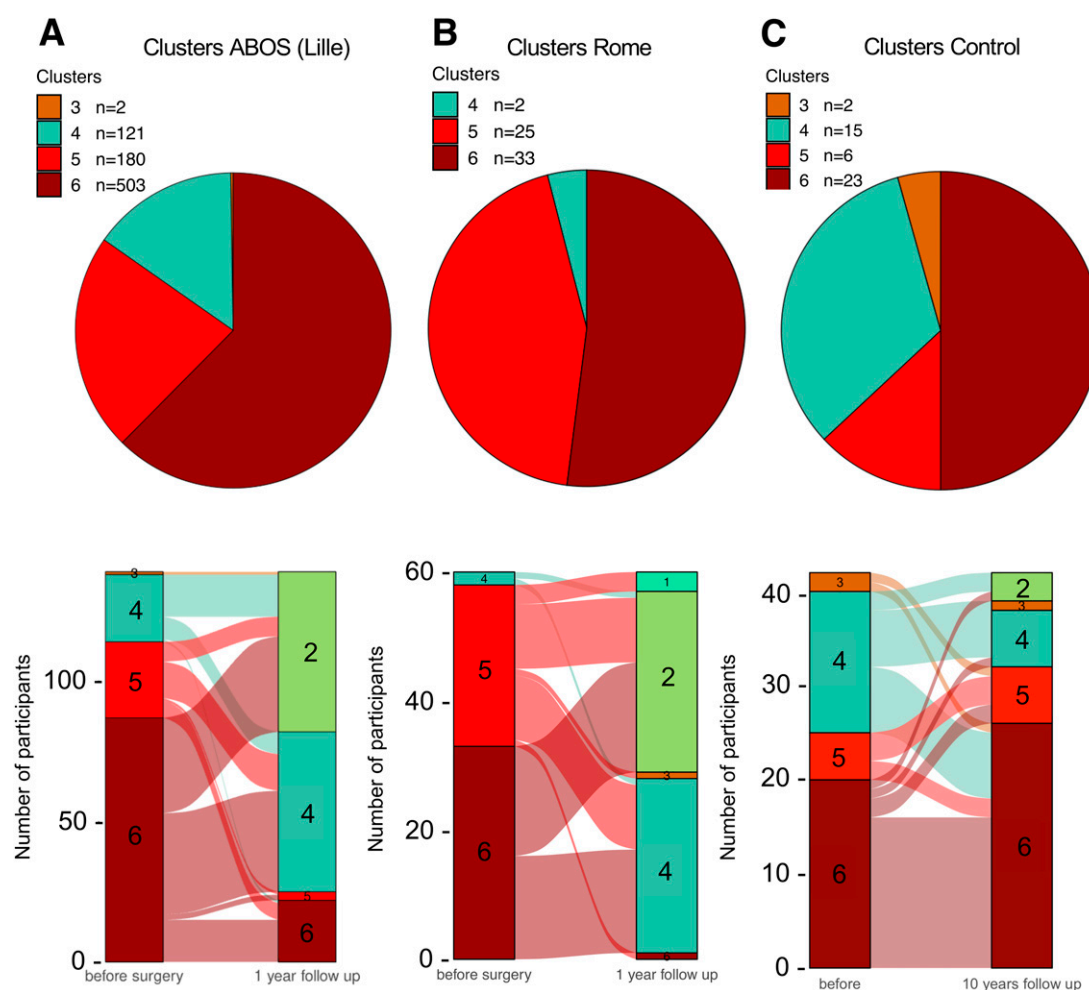 A
Clusters ABOS (Lille)
Clusters
3 n=2
4 n=121
5 n=180
6 n=503
B
Clusters Rome
Clusters
4 n=2
5 n=25
6 n=33
C
Clusters Control
Clusters
3 n=2
4 n=15
5 n=6
6 n=23
Number of participants
100
50
0
3
4
5
6
2
4
5
6
before surgery
1 year follow up
Number of participants
60
40
20
0
4
5
6
1
2
3
4
6
before surgery
1 year follow up
Number of participants
40
30
20
10
0
3
4
5
6
2
3
4
5
6
before
10 years follow up